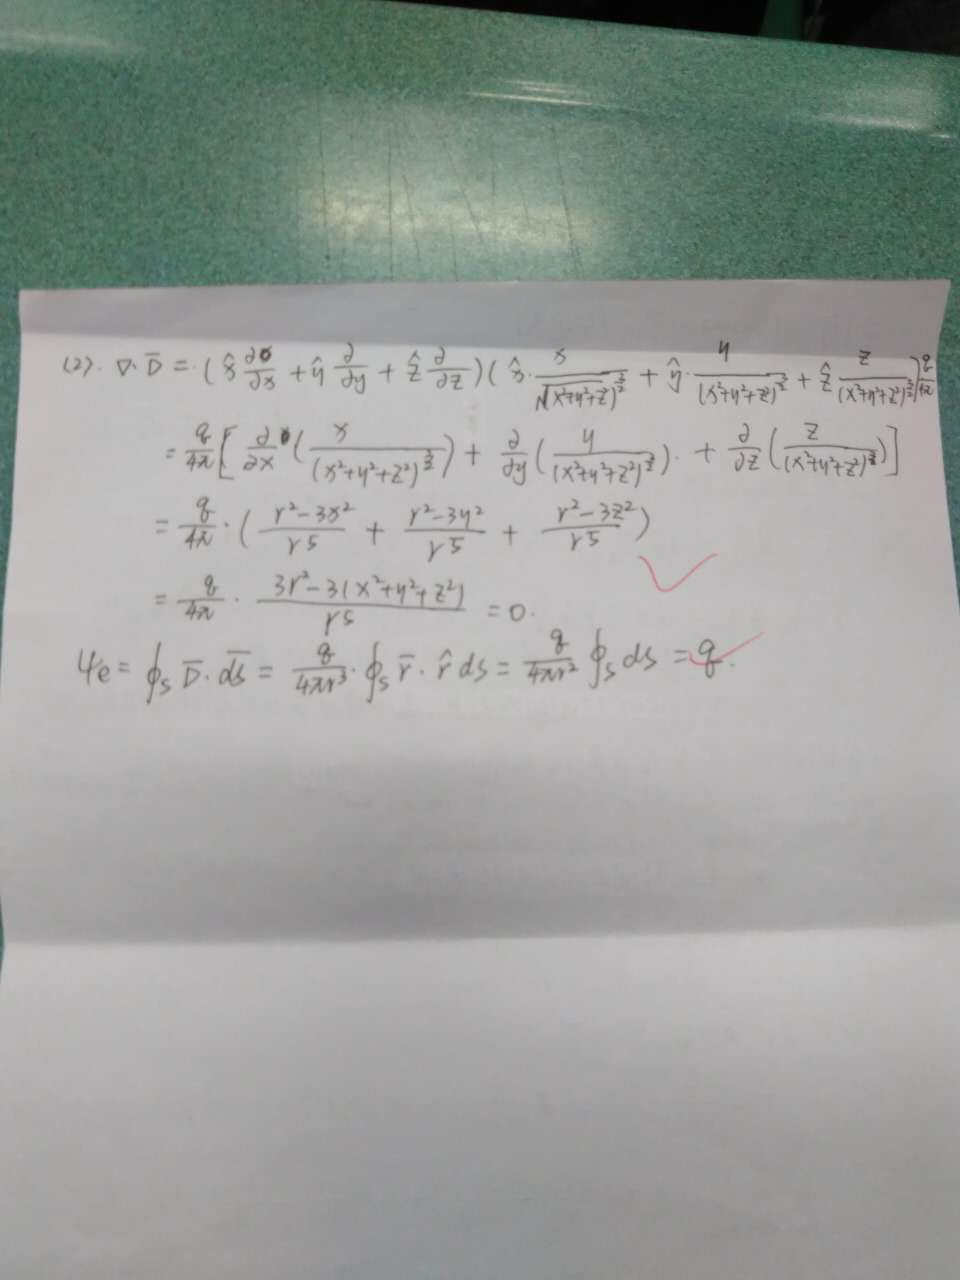 (2). ∇·D̄ = (x̂ ∂/∂x + ŷ ∂/∂y + ẑ ∂/∂z)(x̂· x/√(x²+y²+z²)^{3/2} + ŷ· y/(x²+y²+z²)^{3/2} + ẑ z/(x²+y²+z²)^{3/2}) q/4π
= q/4π [∂/∂x (x/(x²+y²+z²)^{3/2}) + ∂/∂y (y/(x²+y²+z²)^{3/2}) · + ∂/∂z (z/(x²+y²+z²)^{3/2})]
= q/4π · (r²-3x²/r5 + r²-3y²/r5 + r²-3z²/r5)
= q/4π · 3r²-3(x²+y²+z²)/r5 = 0.
Ψe = ∮s D̄·ds̄ = q/4πr³ · ∮s r̄·r̂ ds = q/4πr² ∮s ds = q.